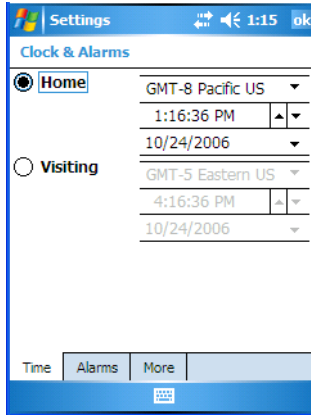 Settings 1:15 ok
Clock & Alarms
Home GMT-8 Pacific US
1:16:36 PM
10/24/2006
Visiting GMT-5 Eastern US
4:16:36 PM
10/24/2006
Time Alarms More